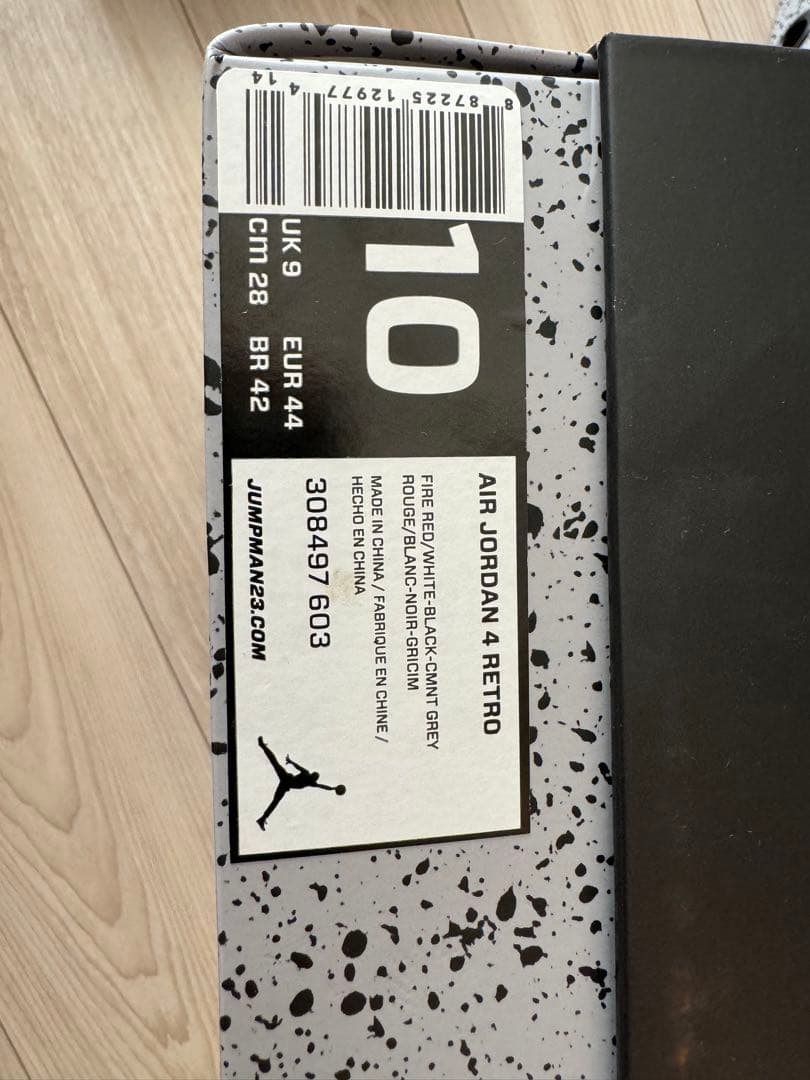 8 87225 12977 4 14
10
UK 9 EUR 44
cm 28 BR 42
AIR JORDAN 4 RETRO
FIRE RED/WHITE-BLACK-CMNT GREY
ROUGE/BLANC-NOIR-GRICIM
MADE IN CHINA / FABRIQUE EN CHINE /
HECHO EN CHINA
308497 603
JUMPMAN23.COM